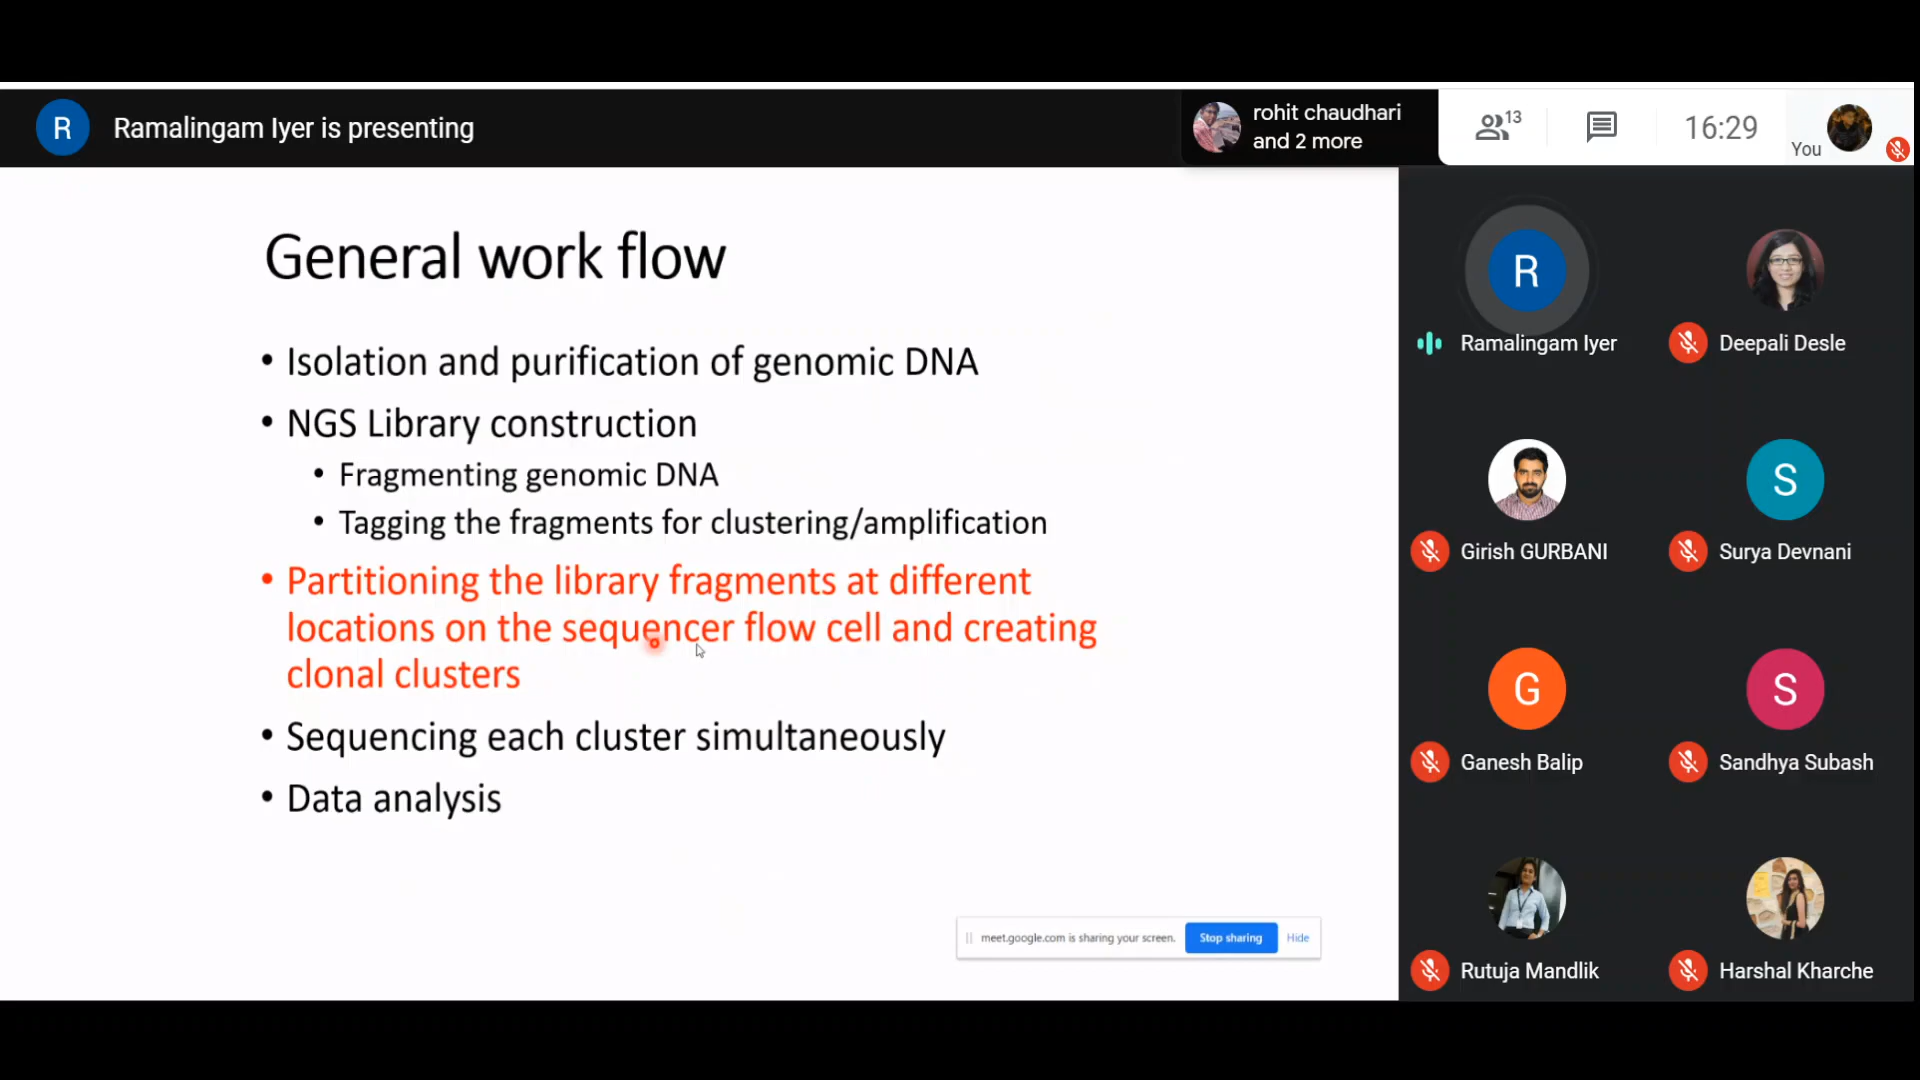 R
Ramalingam Iyer is presenting
rohit chaudhari
and 2 more
13
16:29
You
General work flow
• Isolation and purification of genomic DNA
• NGS Library construction
• Fragmenting genomic DNA
• Tagging the fragments for clustering/amplification
• Partitioning the library fragments at different
locations on the sequencer flow cell and creating
clonal clusters
• Sequencing each cluster simultaneously
• Data analysis
meet.google.com is sharing your screen.
Stop sharing
Hide
R
Ramalingam Iyer
Deepali Desle
Girish GURBANI
S
Surya Devnani
G
Ganesh Balip
S
Sandhya Subash
Rutuja Mandlik
Harshal Kharche